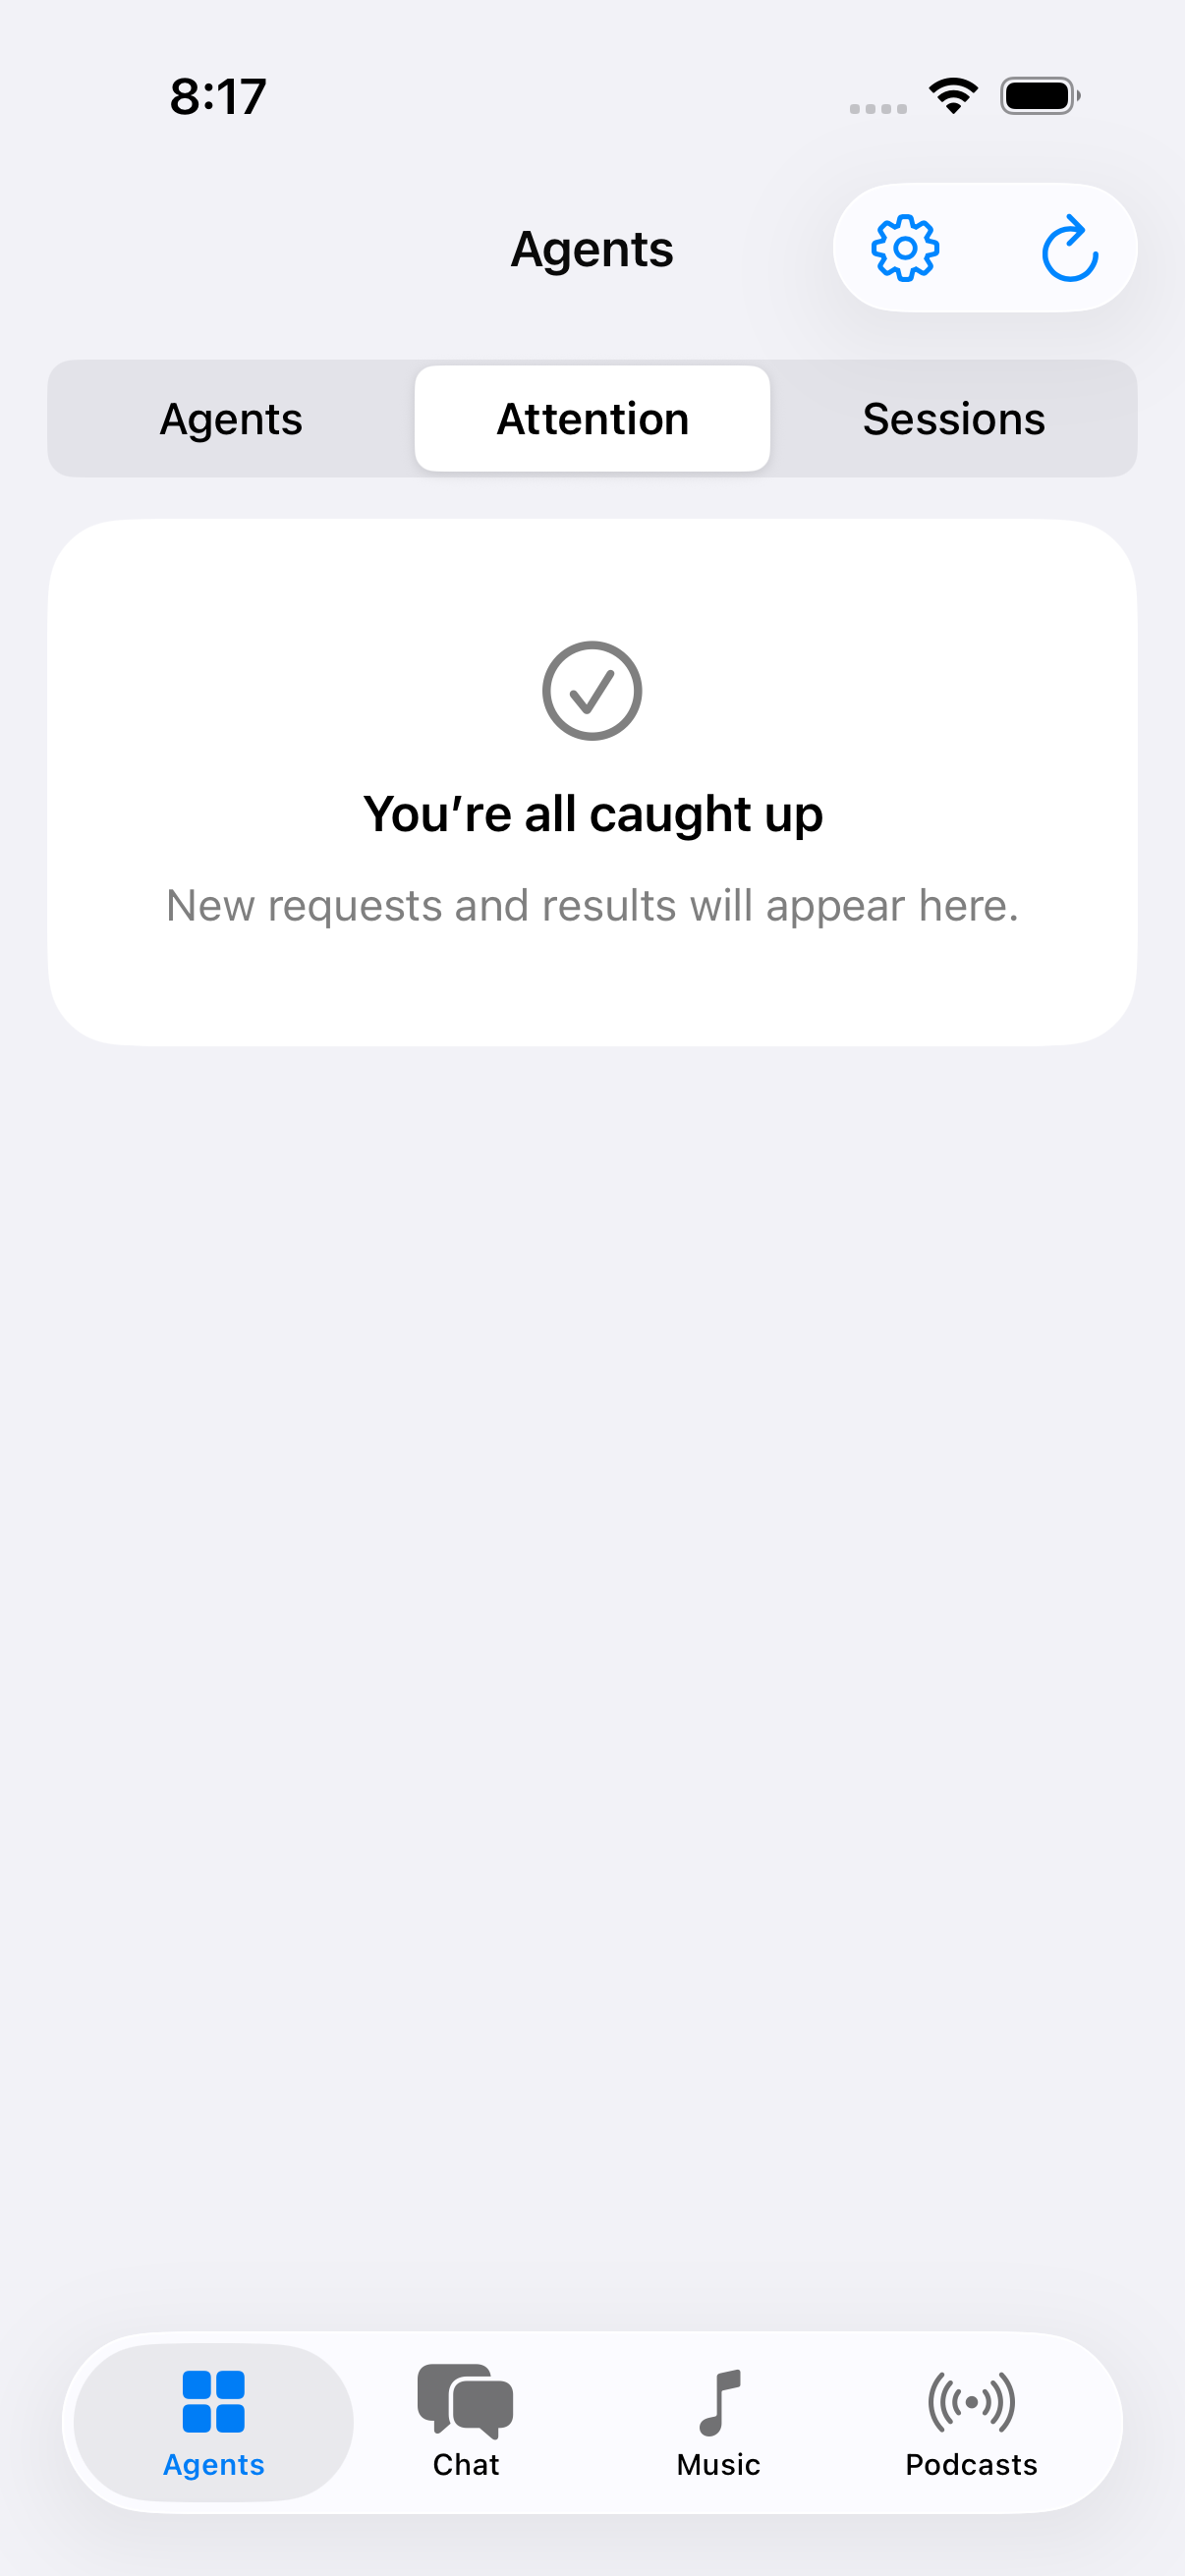 8:17
Agents
Agents Attention Sessions
You’re all caught up
New requests and results will appear here.
Agents Chat Music Podcasts